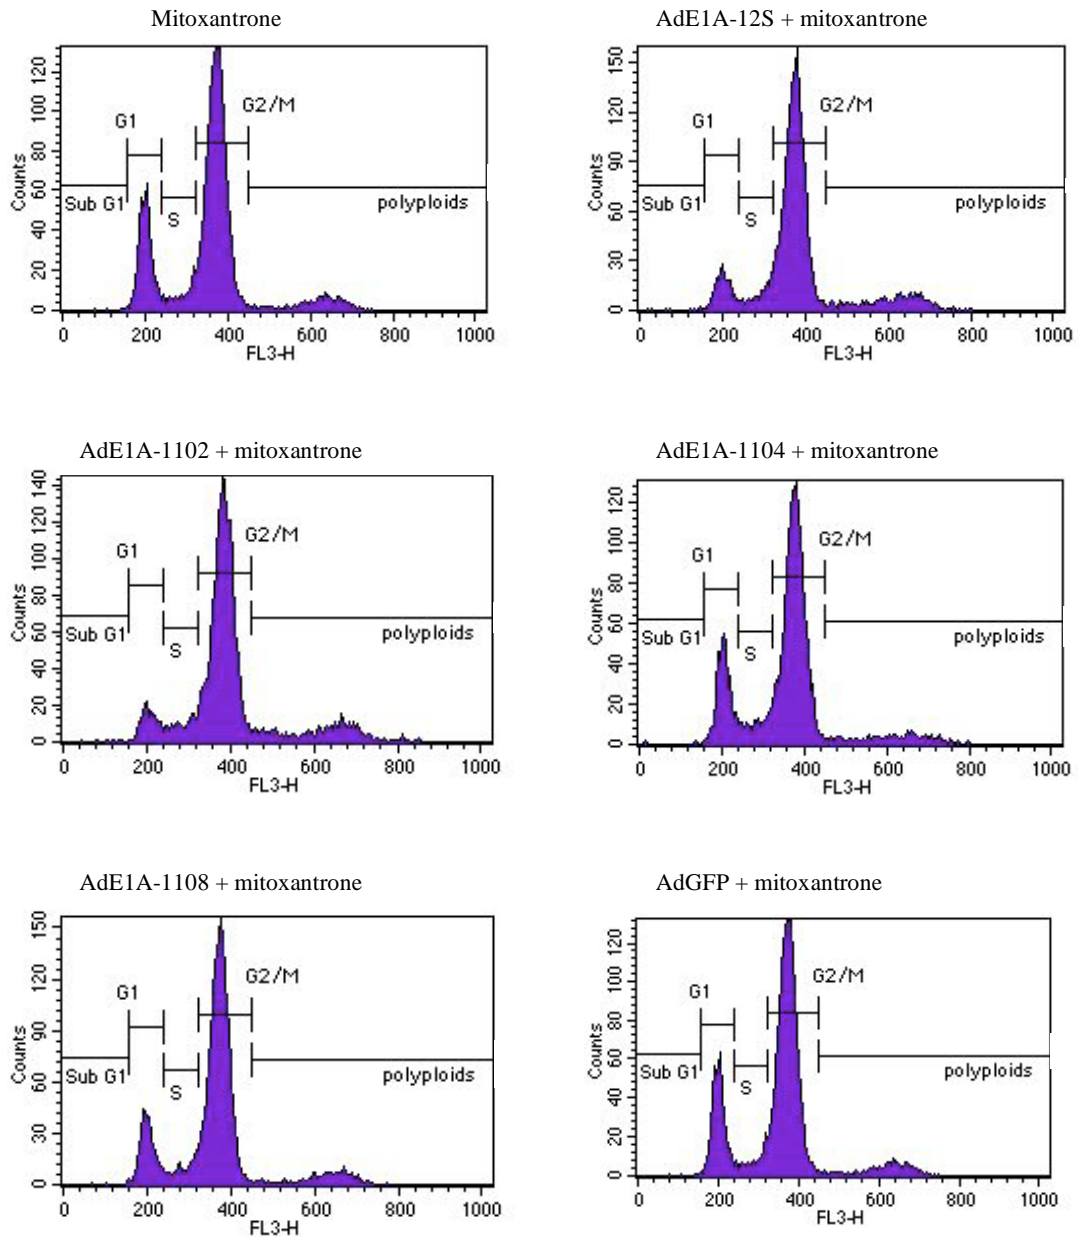 Mitoxantrone
120
100
80
60
40
20
0
Counts
G1
G2/M
Sub G1
S
polyploids
0 200 400 600 800 1000
FL3-H
AdE1A-12S + mitoxantrone
150
120
90
60
30
0
Counts
G1
G2/M
Sub G1
S
polyploids
0 200 400 600 800 1000
FL3-H
AdE1A-1102 + mitoxantrone
140
120
100
80
60
40
20
0
Counts
G1
G2/M
Sub G1
S
polyploids
0 200 400 600 800 1000
FL3-H
AdE1A-1104 + mitoxantrone
120
100
80
60
40
20
0
Counts
G1
G2/M
Sub G1
S
polyploids
0 200 400 600 800 1000
FL3-H
AdE1A-1108 + mitoxantrone
150
120
90
60
30
0
Counts
G1
G2/M
Sub G1
S
polyploids
0 200 400 600 800 1000
FL3-H
AdGFP + mitoxantrone
120
100
80
60
40
20
0
Counts
G1
G2/M
Sub G1
S
polyploids
0 200 400 600 800 1000
FL3-H